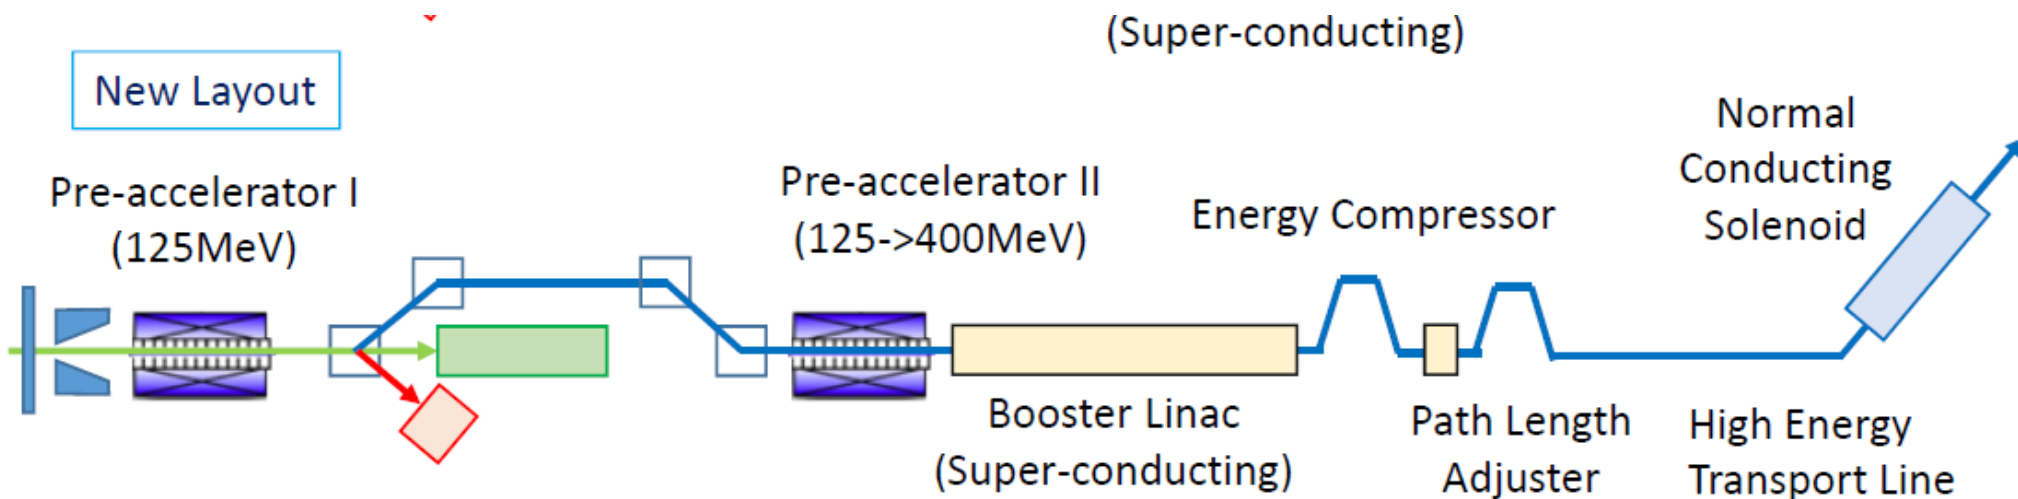 (Super-conducting)
New Layout
Pre-accelerator I
(125MeV)
Pre-accelerator II
(125->400MeV)
Energy Compressor
Normal
Conducting
Solenoid
Booster Linac
(Super-conducting)
Path Length
Adjuster
High Energy
Transport Line